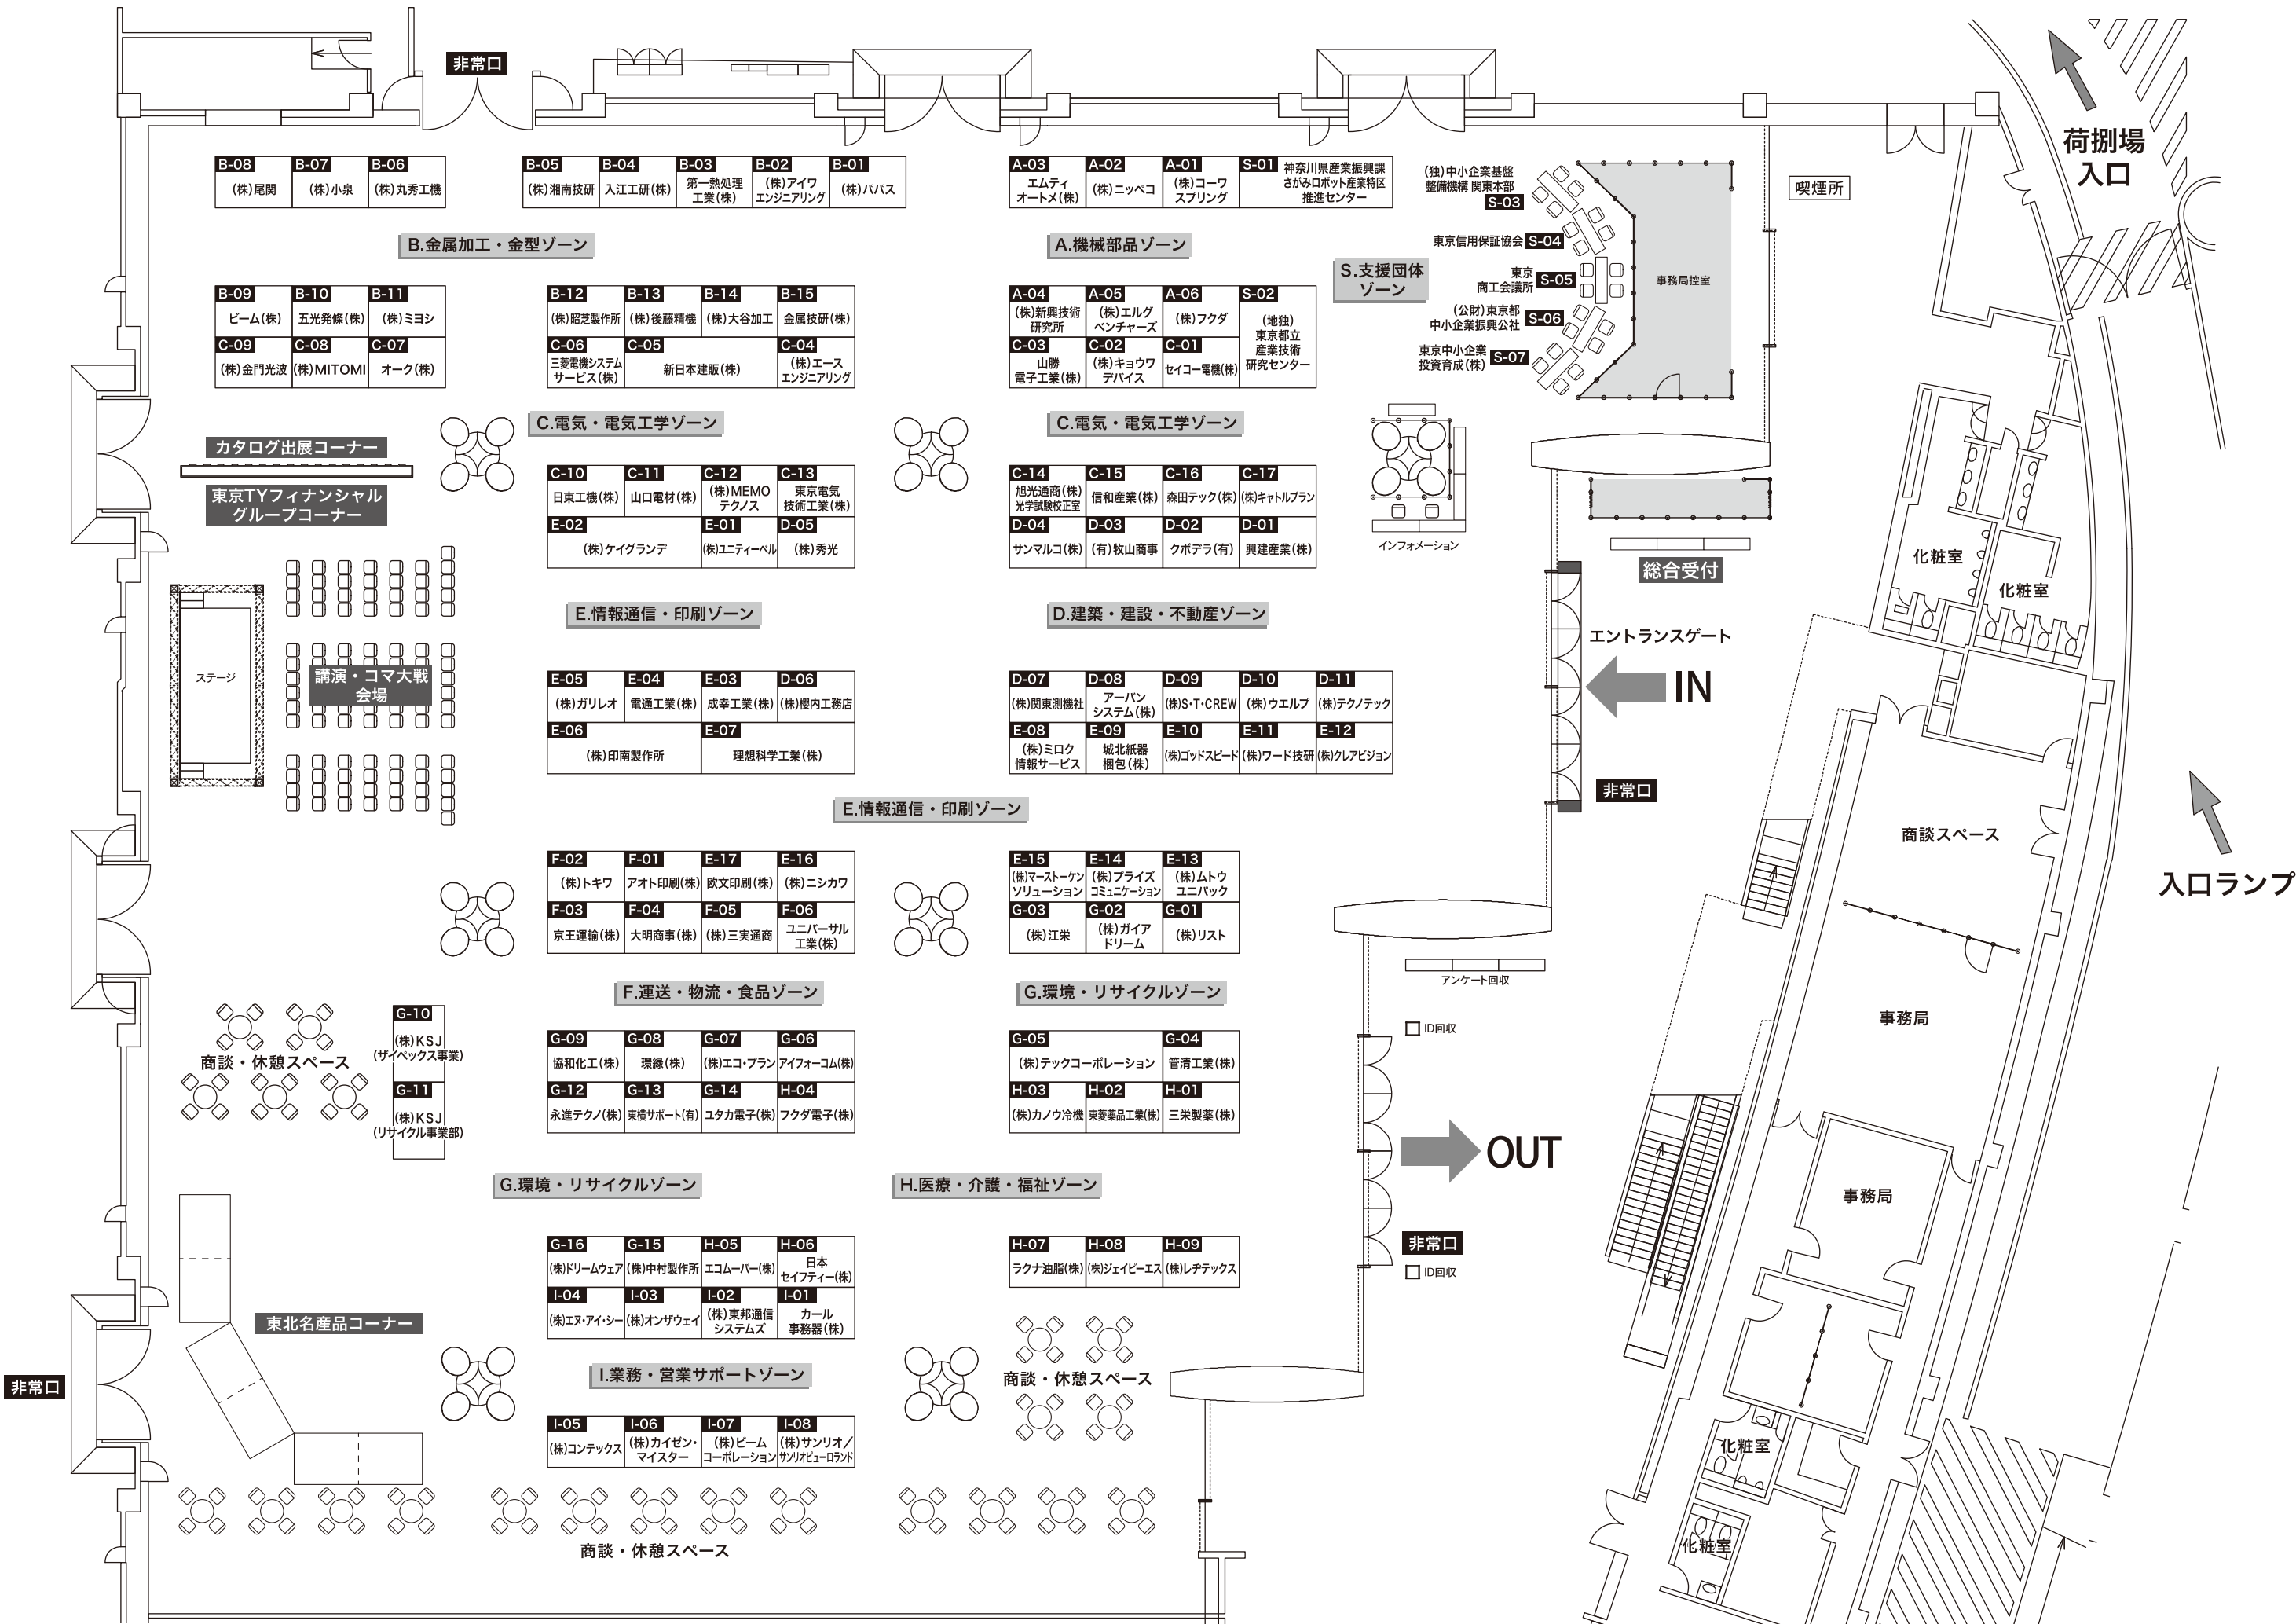 非常口
荷捌場
入口
B-08
(株)尾関
B-07
(株)小泉
B-06
(株)丸秀工機
B-05
(株)湘南技研
B-04
入江工研(株)
B-03
第一熱処理
工業(株)
B-02
(株)アイワ
エンジニアリング
B-01
(株)パパス
A-03
エムティ
オートメ(株)
A-02
(株)ニッペコ
A-01
(株)コーワ
スプリング
S-01
神奈川県産業振興課
さがみロボット産業特区
推進センター
(独)中小企業基盤
整備機構 関東本部
S-03
東京信用保証協会
S-04
東京
商工会議所
S-05
(公財)東京都
中小企業振興公社
S-06
東京中小企業
投資育成(株)
S-07
事務局控室
喫煙所
B.金属加工・金型ゾーン
A.機械部品ゾーン
S.支援団体
ゾーン
B-09
ビーム(株)
B-10
五光発條(株)
B-11
(株)ミヨシ
C-09
(株)金門光波
C-08
(株)MITOMI
C-07
オーク(株)
B-12
(株)昭芝製作所
B-13
(株)後藤精機
B-14
(株)大谷加工
B-15
金属技研(株)
C-06
三菱電機システム
サービス(株)
C-05
新日本建販(株)
C-04
(株)エース
エンジニアリング
A-04
(株)新興技術
研究所
A-05
(株)エルグ
ベンチャーズ
A-06
(株)フクダ
S-02
(地独)
東京都立
産業技術
研究センター
C-03
山勝
電子工業(株)
C-02
(株)キョウワ
デバイス
C-01
セイコー電機(株)
C.電気・電気工学ゾーン
C.電気・電気工学ゾーン
カタログ出展コーナー
東京TYフィナンシャル
グループコーナー
C-10
日東工機(株)
C-11
山口電材(株)
C-12
(株)MEMO
テクノス
C-13
東京電気
技術工業(株)
E-02
(株)ケイグランデ
E-01
(株)ユニティーベル
D-05
(株)秀光
C-14
旭光通商(株)
光学試験校正室
C-15
信和産業(株)
C-16
森田テック(株)
C-17
(株)キャトルプラン
D-04
サンマルコ(株)
D-03
(有)牧山商事
D-02
クボデラ(有)
D-01
興建産業(株)
インフォメーション
総合受付
化粧室
化粧室
E.情報通信・印刷ゾーン
D.建築・建設・不動産ゾーン
エントランスゲート
IN
ステージ
講演・コマ大戦
会場
E-05
(株)ガリレオ
E-04
電通工業(株)
E-03
成幸工業(株)
D-06
(株)櫻内工務店
E-06
(株)印南製作所
E-07
理想科学工業(株)
D-07
(株)関東測機社
D-08
アーバン
システム(株)
D-09
(株)S・T・CREW
D-10
(株)ウエルプ
D-11
(株)テクノテック
E-08
(株)ミロク
情報サービス
E-09
城北紙器
梱包(株)
E-10
(株)ゴッドスピード
E-11
(株)ワード技研
E-12
(株)クレアビジョン
非常口
E.情報通信・印刷ゾーン
商談スペース
入口ランプ
F-02
(株)トキワ
F-01
アオト印刷(株)
E-17
欧文印刷(株)
E-16
(株)ニシカワ
F-03
京王運輸(株)
F-04
大明商事(株)
F-05
(株)三実通商
F-06
ユニバーサル
工業(株)
E-15
(株)マーストーケン
ソリューション
E-14
(株)プライズ
コミュニケーション
E-13
(株)ムトウ
ユニパック
G-03
(株)江栄
G-02
(株)ガイア
ドリーム
G-01
(株)リスト
アンケート回収
F.運送・物流・食品ゾーン
G.環境・リサイクルゾーン
ID回収
事務局
商談・休憩スペース
G-10
(株)KSJ
(ザイペックス事業)
G-11
(株)KSJ
(リサイクル事業部)
G-09
協和化工(株)
G-08
環緑(株)
G-07
(株)エコ・プラン
G-06
アイフォーコム(株)
G-12
永進テクノ(株)
G-13
東横サポート(有)
G-14
ユタカ電子(株)
H-04
フクダ電子(株)
G-05
(株)テックコーポレーション
G-04
管清工業(株)
H-03
(株)カノウ冷機
H-02
東菱薬品工業(株)
H-01
三栄製薬(株)
OUT
G.環境・リサイクルゾーン
H.医療・介護・福祉ゾーン
事務局
非常口
ID回収
G-16
(株)ドリームウェア
G-15
(株)中村製作所
H-05
エコムーバー(株)
H-06
日本
セイフティー(株)
I-04
(株)エヌ・アイ・シー
I-03
(株)オンザウェイ
I-02
(株)東邦通信
システムズ
I-01
カール
事務器(株)
H-07
ラクナ油脂(株)
H-08
(株)ジェイピーエス
H-09
(株)レヂテックス
東北名産品コーナー
非常口
I.業務・営業サポートゾーン
商談・休憩スペース
I-05
(株)コンテックス
I-06
(株)カイゼン・
マイスター
I-07
(株)ビーム
コーポレーション
I-08
(株)サンリオ/
サンリオピューロランド
化粧室
化粧室
商談・休憩スペース